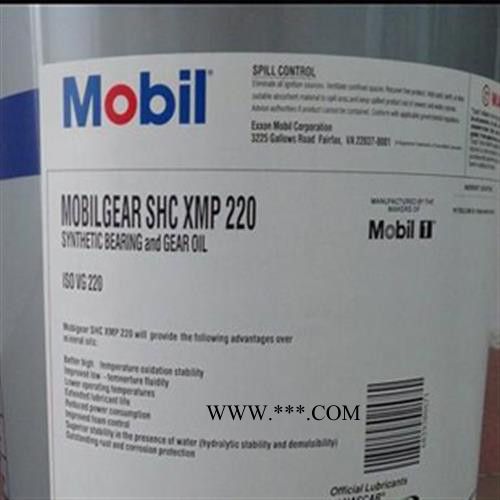 Mobil
SPILL CONTROL
Exxon Mobil Corporation
3225 Gallows Road Fairfax, VA 22037-0001
MOBILGEAR SHC XMP 220
SYNTHETIC BEARING and GEAR OIL
ISO VG 220
MANUFACTURED BY THE
MAKERS OF
Mobil 1
Mobilgear SHC XMP 220 will provide the following advantages over
mineral oils:
Better high temperature oxidation stability
Improved low temperature fluidity
Lower operating temperatures
Extended lubricant life
Reduced power consumption
Improved foam control
Superior stability in the presence of water (hydrolytic stability and demulsibility)
Outstanding rust and corrosion protection
WWW.***.COM
Official Lubricants
NASCAR